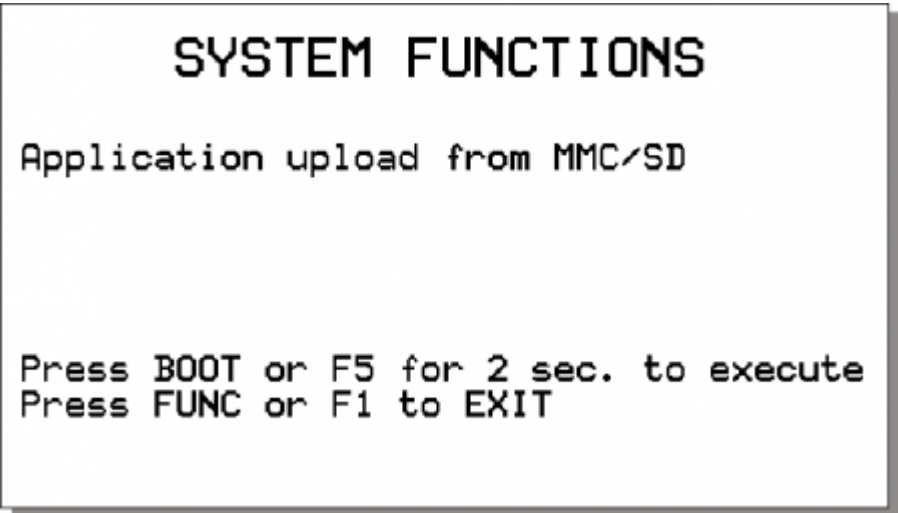 SYSTEM FUNCTIONS
Application upload from MMC/SD
Press BOOT or F5 for 2 sec. to execute
Press FUNC or F1 to EXIT